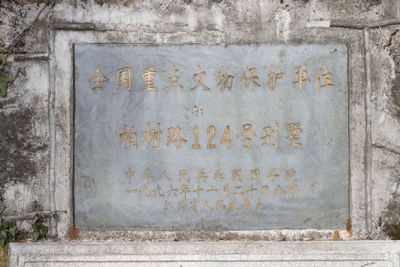 全国重点文物保护单位
柏树路124号别墅
中华人民共和国国务院
一九九六年十一月二十日公布
江西省人民政府立